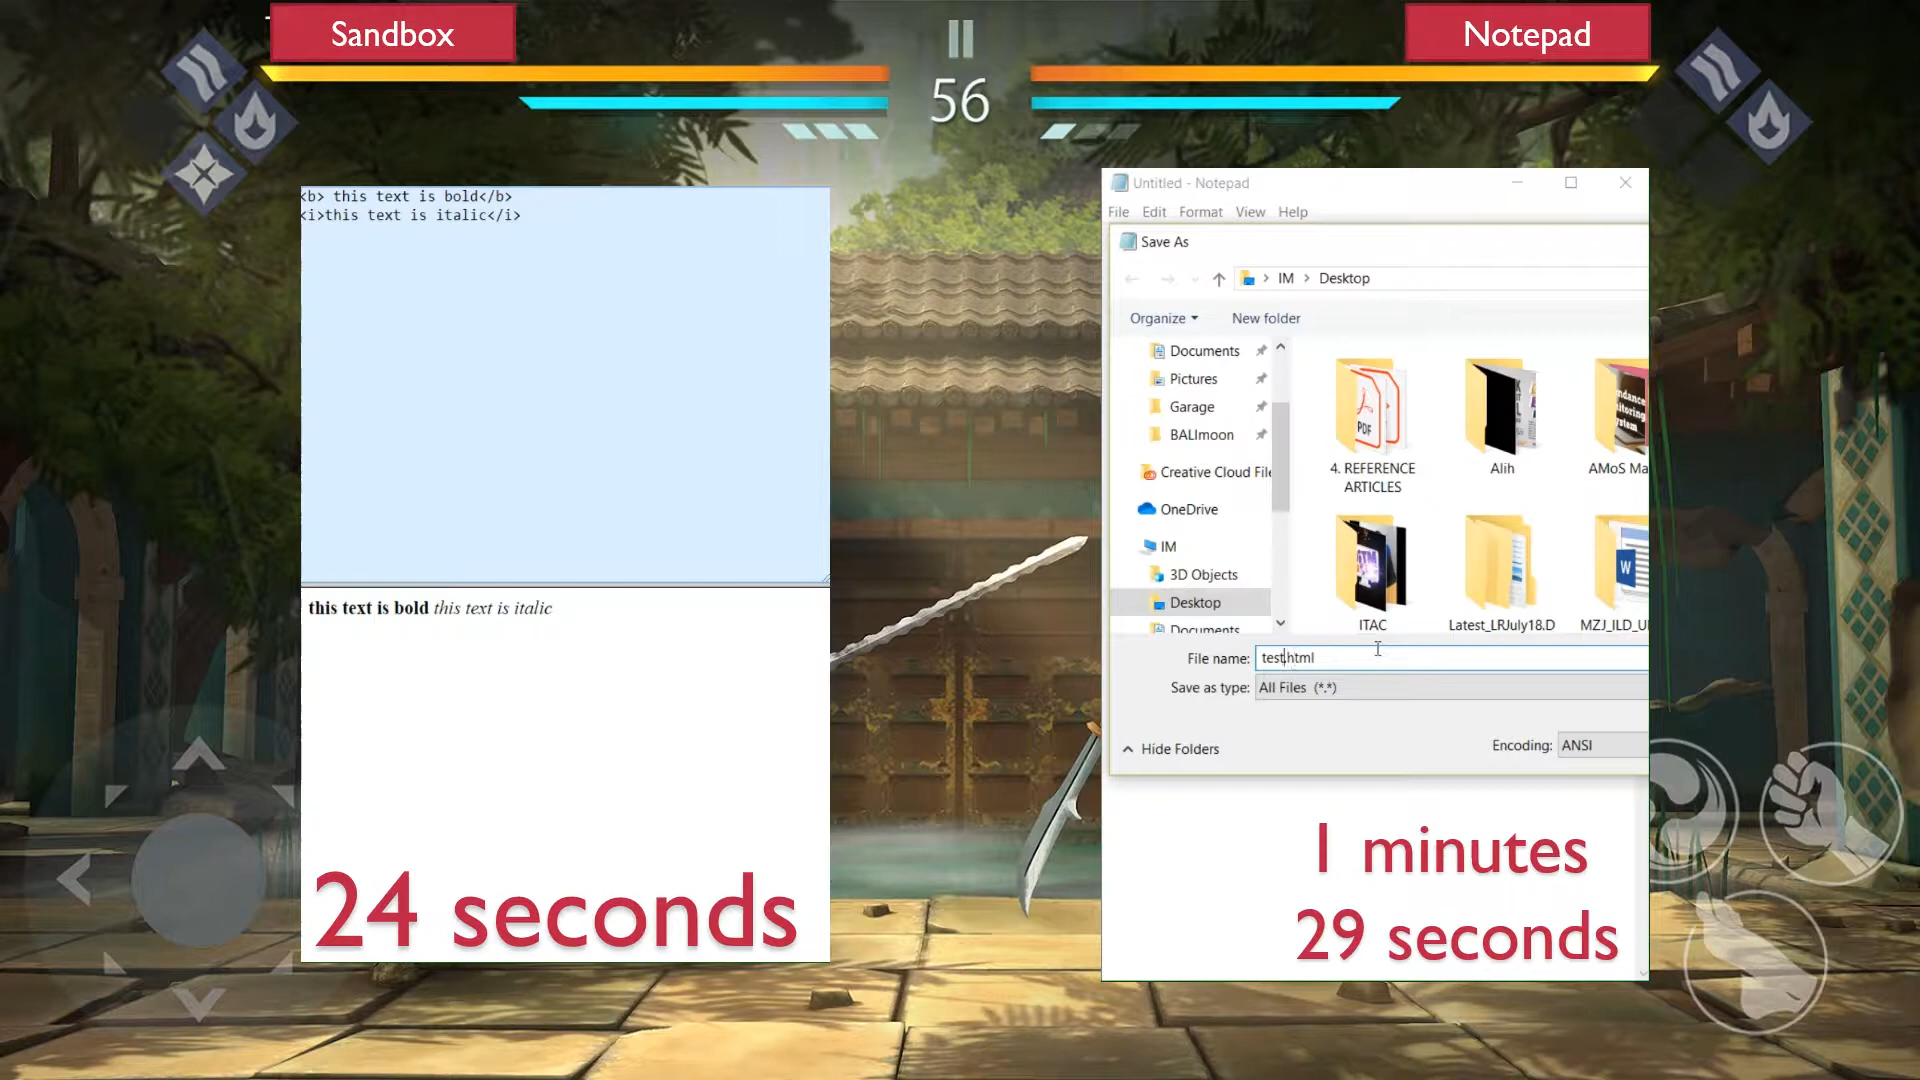 Sandbox
Notepad
56
<b> this text is bold</b>
<i>this text is italic</i>
this text is bold this text is italic
24 seconds
Untitled - Notepad
File Edit Format View Help
Save As
IM > Desktop
Organize
New folder
Documents
Pictures
Garage
BALImoon
Creative Cloud File
OneDrive
IM
3D Objects
Desktop
Documents
PDF
4. REFERENCE
ARTICLES
Alih
AMoS Ma
ITAC
Latest_LRJuly18.D
W
MZJ_ILD_U
File name: test.html
Save as type: All Files (*.*)
Hide Folders
Encoding: ANSI
1 minutes
29 seconds